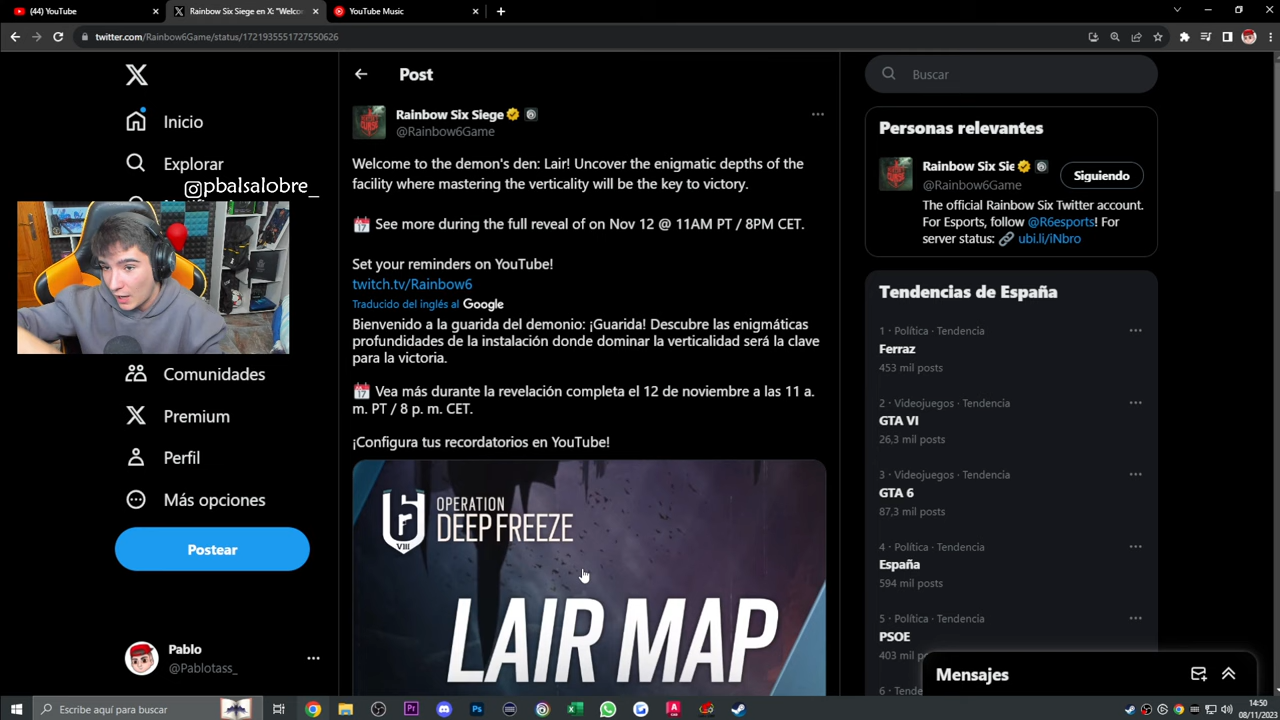 (44) YouTube
Rainbow Six Siege en X: "Welco
YouTube Music
twitter.com/Rainbow6Game/status/1721935551727550626
Post
Buscar
Inicio
Explorar
@pbalsalobre_
Comunidades
Premium
Perfil
Más opciones
Postear
Pablo
@Pablotass_
Rainbow Six Siege
@Rainbow6Game
Welcome to the demon's den: Lair! Uncover the enigmatic depths of the
facility where mastering the verticality will be the key to victory.
See more during the full reveal of on Nov 12 @ 11AM PT / 8PM CET.
Set your reminders on YouTube!
twitch.tv/Rainbow6
Traducido del inglés al Google
Bienvenido a la guarida del demonio: ¡Guarida! Descubre las enigmáticas
profundidades de la instalación donde dominar la verticalidad será la clave
para la victoria.
Vea más durante la revelación completa el 12 de noviembre a las 11 a.
m. PT / 8 p. m. CET.
¡Configura tus recordatorios en YouTube!
VIII
OPERATION
DEEP FREEZE
LAIR MAP
Personas relevantes
Rainbow Six Sie
@Rainbow6Game
Siguiendo
The official Rainbow Six Twitter account.
For Esports, follow @R6esports! For
server status: ubi.li/iNbro
Tendencias de España
1 · Política · Tendencia
Ferraz
453 mil posts
2 · Videojuegos · Tendencia
GTA VI
26,3 mil posts
3 · Videojuegos · Tendencia
GTA 6
87,3 mil posts
4 · Política · Tendencia
España
594 mil posts
5 · Política · Tendencia
PSOE
403 mil
6 · Tende
Mensajes
Escribe aquí para buscar
14:50
08/11/2023